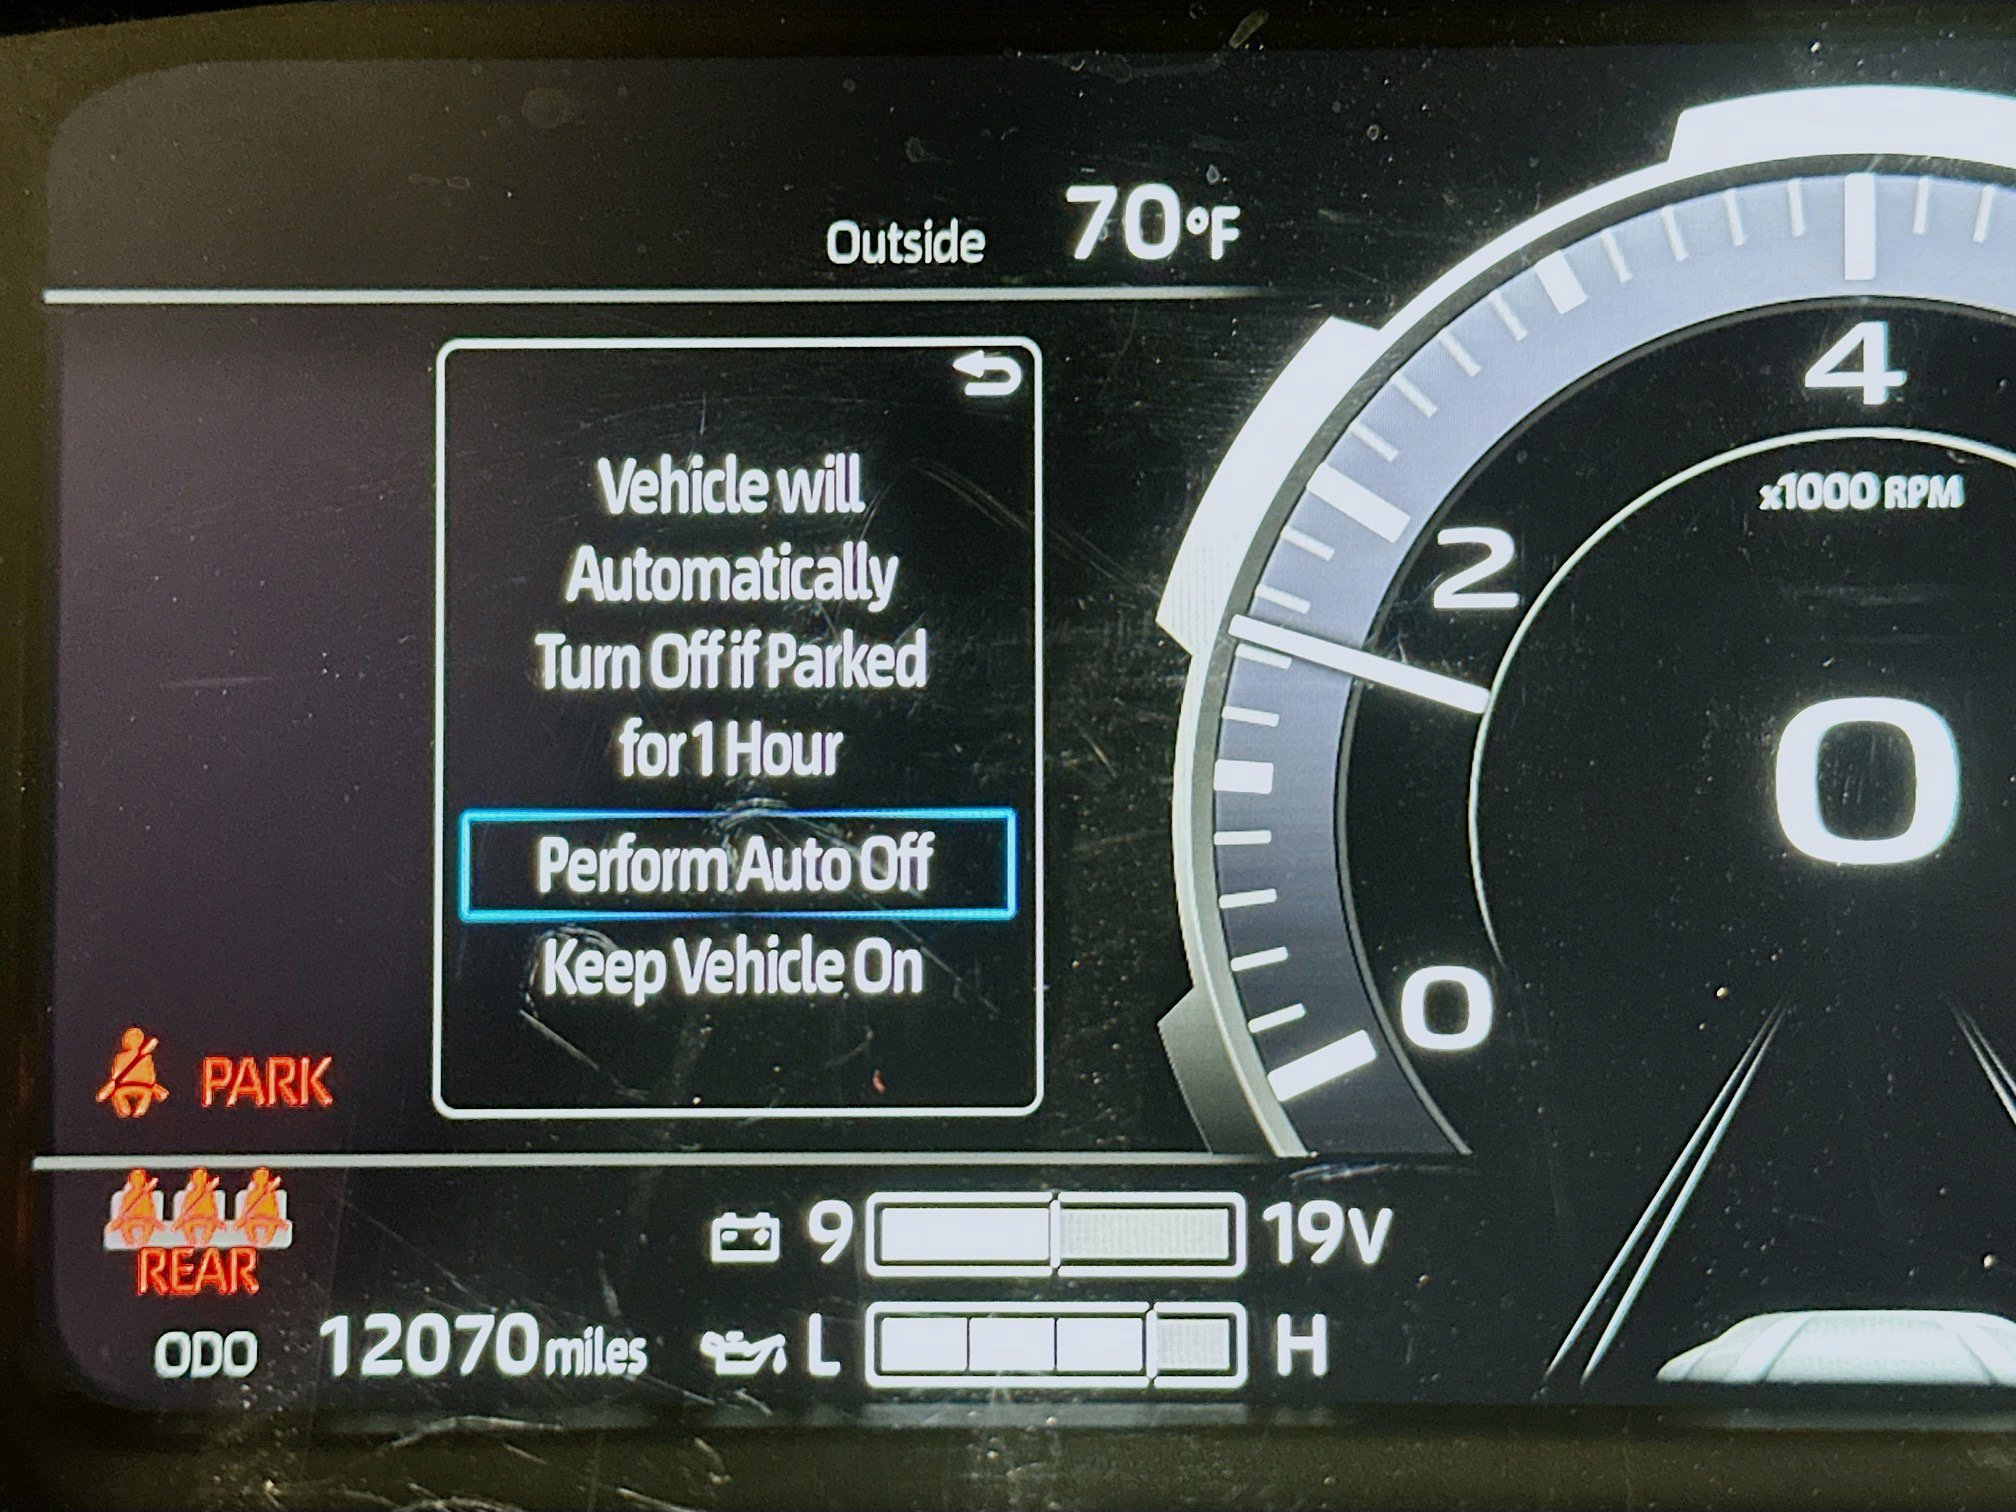 Outside 70°F
Vehicle will
Automatically
Turn Off if Parked
for 1 Hour
Perform Auto Off
Keep Vehicle On
PARK
REAR
ODO 12070 miles
9 19V
L H
4
x1000 RPM
2
0
0